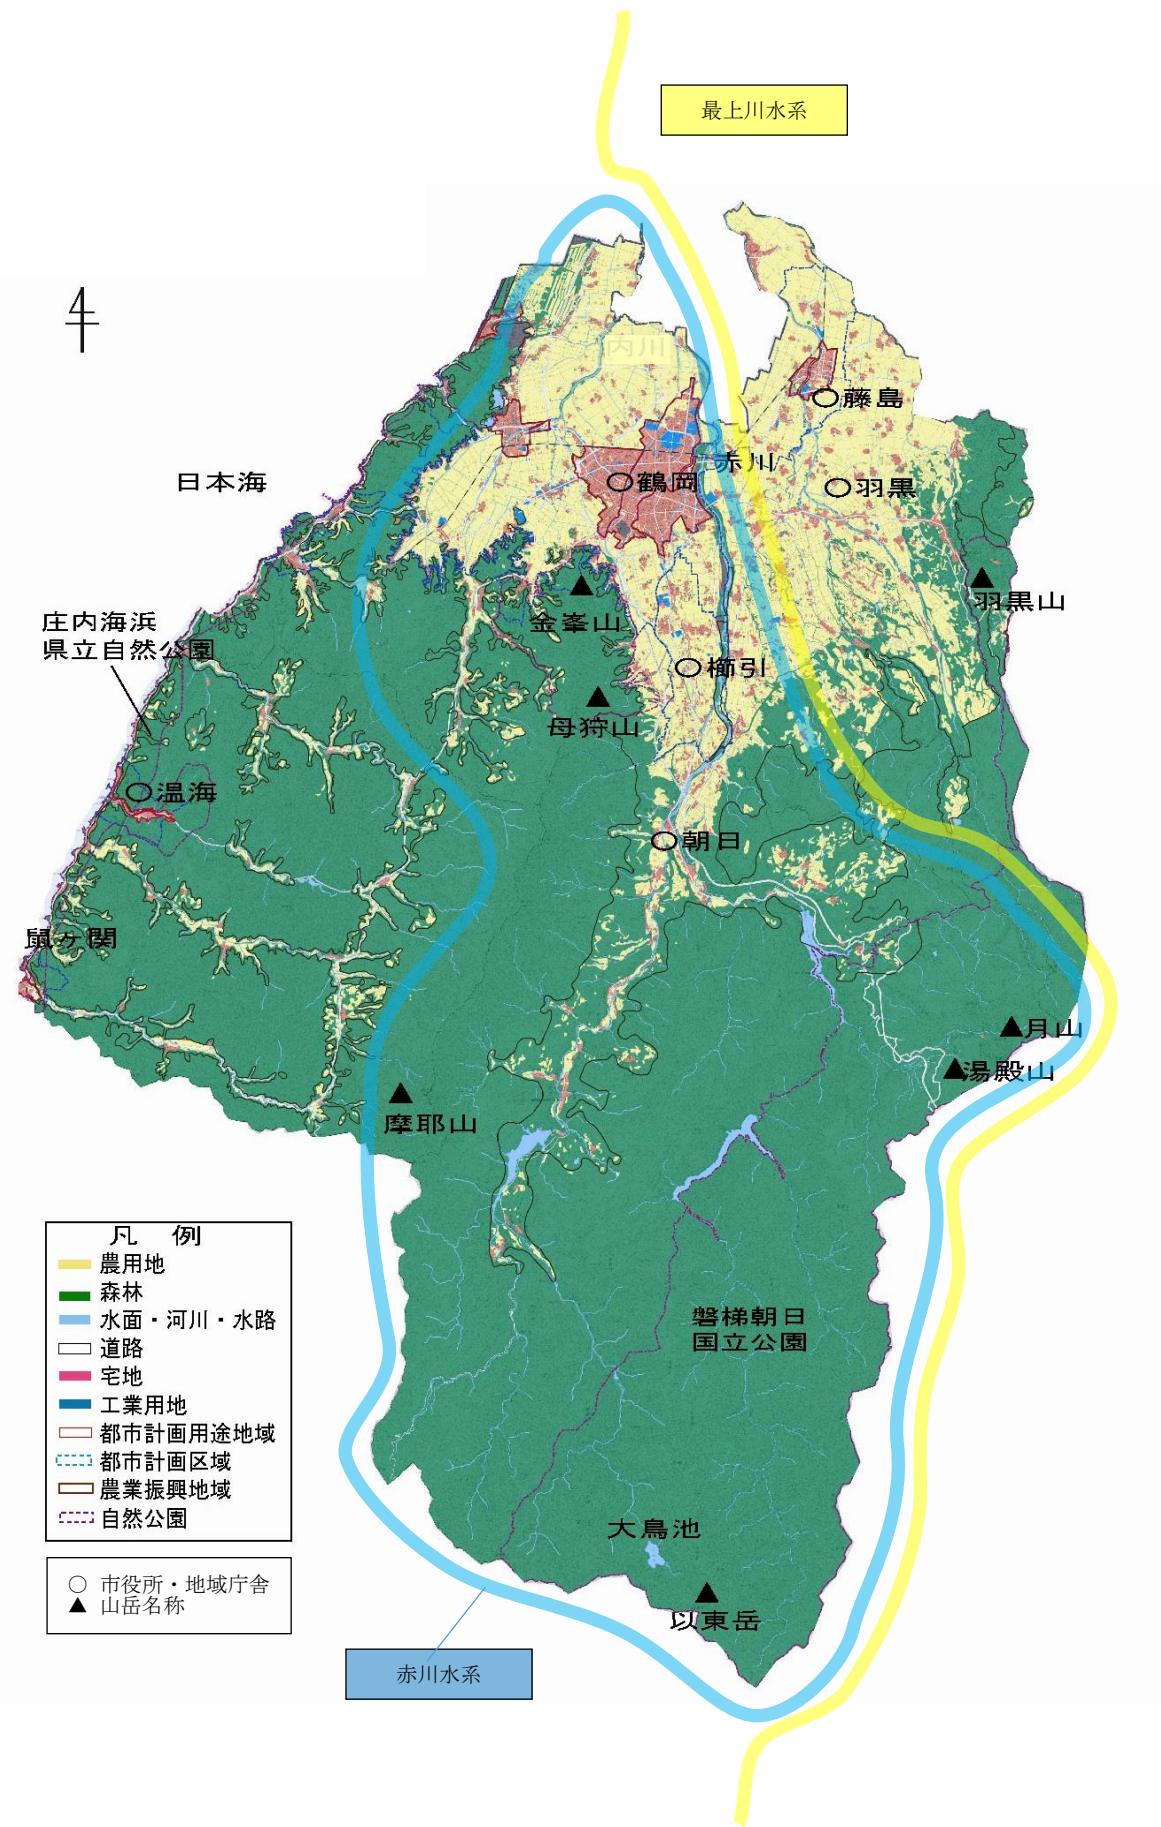 最上川水系
内川
藤島
赤川
日本海
鶴岡
羽黒
羽黒山
金峯山
庄内海浜
県立自然公園
櫛引
母狩山
温海
朝日
鼠ヶ関
月山
湯殿山
摩耶山
磐梯朝日
国立公園
大鳥池
以東岳
凡 例
農用地
森林
水面・河川・水路
道路
宅地
工業用地
都市計画用途地域
都市計画区域
農業振興地域
自然公園
○ 市役所・地域庁舎
▲ 山岳名称
赤川水系